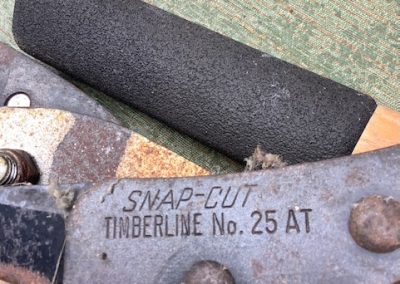 SNAP-CUT
TIMBERLINE No. 25 AT